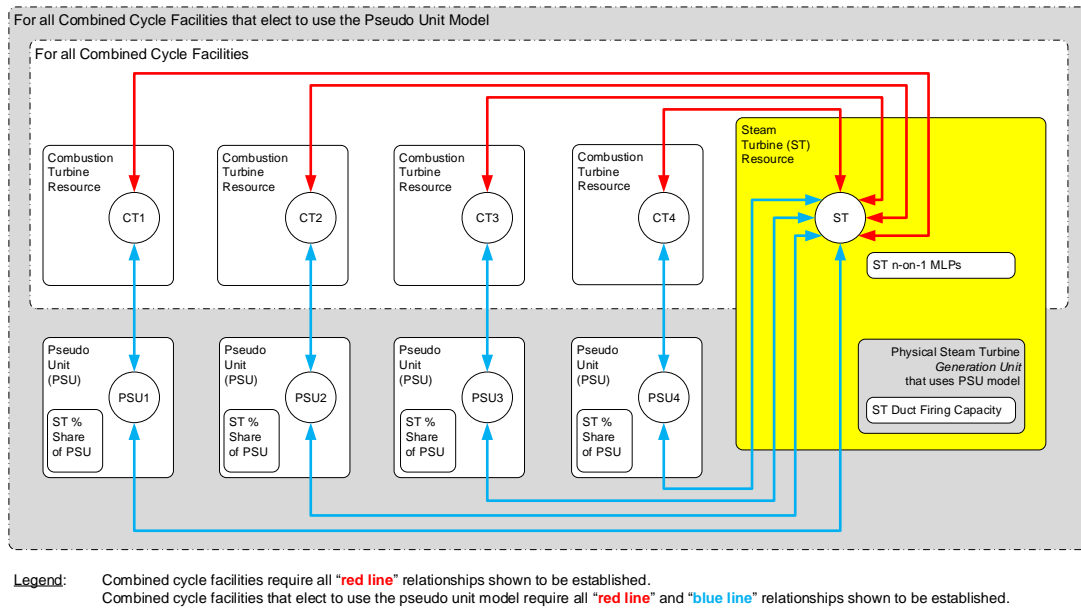 For all Combined Cycle Facilities that elect to use the Pseudo Unit Model
For all Combined Cycle Facilities
Combustion
Turbine
Resource
CT1
Combustion
Turbine
Resource
CT2
Combustion
Turbine
Resource
CT3
Combustion
Turbine
Resource
CT4
Steam
Turbine (ST)
Resource
ST
ST n-on-1 MLPs
Pseudo
Unit
(PSU)
PSU1
ST %
Share
of PSU
Pseudo
Unit
(PSU)
PSU2
ST %
Share
of PSU
Pseudo
Unit
(PSU)
PSU3
ST %
Share
of PSU
Pseudo
Unit
(PSU)
PSU4
ST %
Share
of PSU
Physical Steam Turbine
Generation Unit
that uses PSU model
ST Duct Firing Capacity
Legend: Combined cycle facilities require all “red line” relationships shown to be established.
Combined cycle facilities that elect to use the pseudo unit model require all “red line” and “blue line” relationships shown to be established.